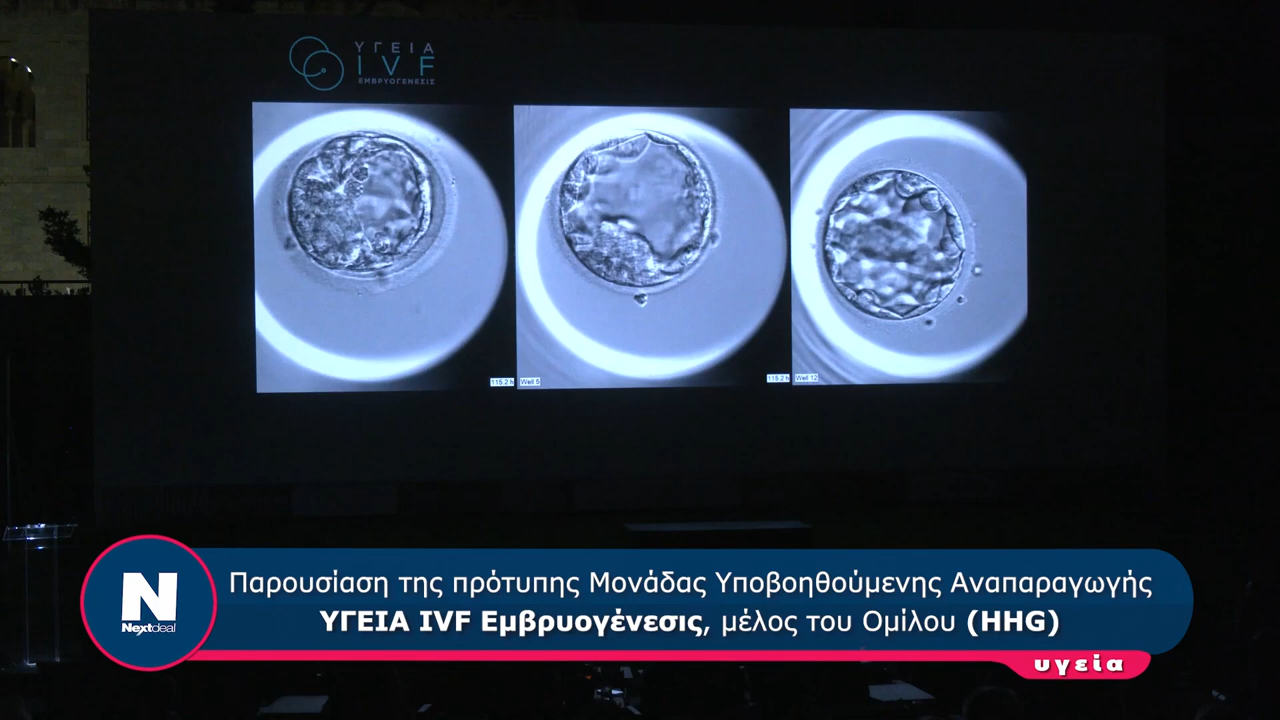 ΥΓΕΙΑ
IVF
ΕΜΒΡΥΟΓΕΝΕΣΙΣ
115.2 h
Well 5
115.2 h
Well 12
N
Nextdeal
Παρουσίαση της πρότυπης Μονάδας Υποβοηθούμενης Αναπαραγωγής
ΥΓΕΙΑ IVF Εμβρυογένεσις, μέλος του Ομίλου (HHG)
υγεία